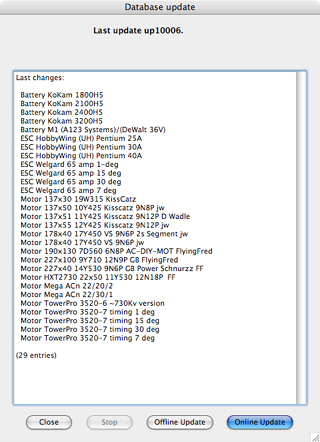 Database update
Last update up10006.
Last changes:
Battery KoKam 1800H5
Battery KoKam 2100H5
Battery Kokam 2400H5
Battery Kokam 3200H5
Battery M1 (A123 Systems)/(DeWalt 36V)
ESC HobbyWing (UH) Pentium 25A
ESC HobbyWing (UH) Pentium 30A
ESC HobbyWing (UH) Pentium 40A
ESC Welgard 65 amp 1-deg
ESC Welgard 65 amp 15 deg
ESC Welgard 65 amp 30 deg
ESC Welgard 65 amp 7 deg
Motor 137x30 19W315 KissCatz
Motor 137x50 10Y425 Kisscatz 9N8P jw
Motor 137x51 11Y425 Kisscatz 9N12P D Wadle
Motor 137x55 12Y425 Kisscatz 9N12P jw
Motor 178x40 17Y450 VS 9N6P 2s Segment jw
Motor 178x40 17Y450 VS 9N6P jw
Motor 190x130 7D560 6N8P AC-DIY-MOT FlyingFred
Motor 227x100 9Y710 12N9P GB FlyingFred
Motor 227x40 14Y530 9N6P GB Power Schnurzz FF
Motor HXT2730 22x50 11Y530 12N18P FF
Motor Mega ACn 22/20/2
Motor Mega ACn 22/30/1
Motor TowerPro 3520-6 ~730Kv version
Motor TowerPro 3520-7 timing 1 deg
Motor TowerPro 3520-7 timing 15 deg
Motor TowerPro 3520-7 timing 30 deg
Motor TowerPro 3520-7 timing 7 deg
(29 entries)
Close Stop Offline Update Online Update